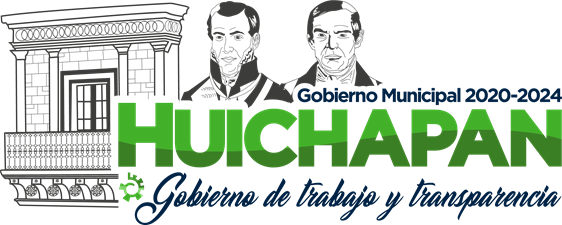 Gobierno Municipal 2020-2024
HUICHAPAN
Gobierno de trabajo y transparencia